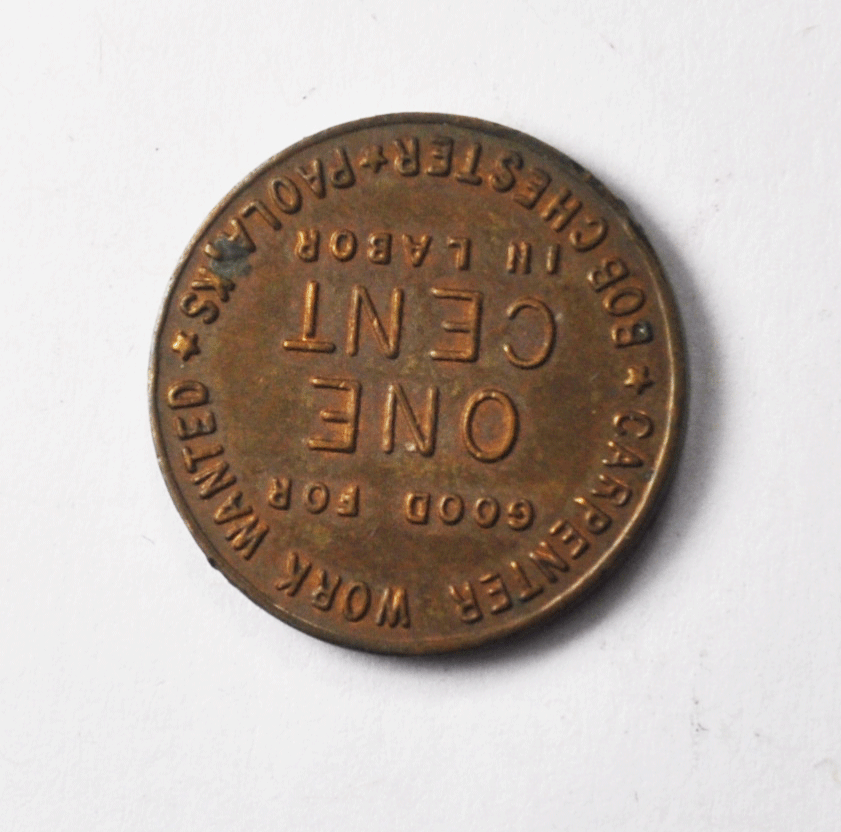 CARPENTER WORK WANTED
GOOD FOR
ONE
CENT
IN LABOR
BOB CHESTER ★ PAOLA, KS